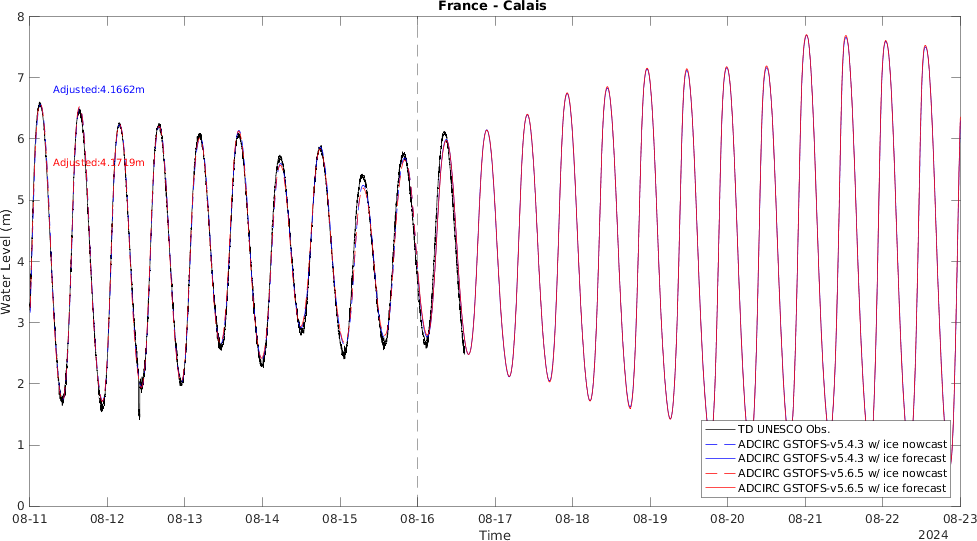 France - Calais
8
7
6
5
4
3
2
1
0
Water Level (m)
Adjusted:4.1662m
Adjusted:4.1719m
TD UNESCO Obs.
ADCIRC GSTOFS-v5.4.3 w/ ice nowcast
ADCIRC GSTOFS-v5.4.3 w/ ice forecast
ADCIRC GSTOFS-v5.6.5 w/ ice nowcast
ADCIRC GSTOFS-v5.6.5 w/ ice forecast
08-11 08-12 08-13 08-14 08-15 08-16 08-17 08-18 08-19 08-20 08-21 08-22 08-23
Time
2024